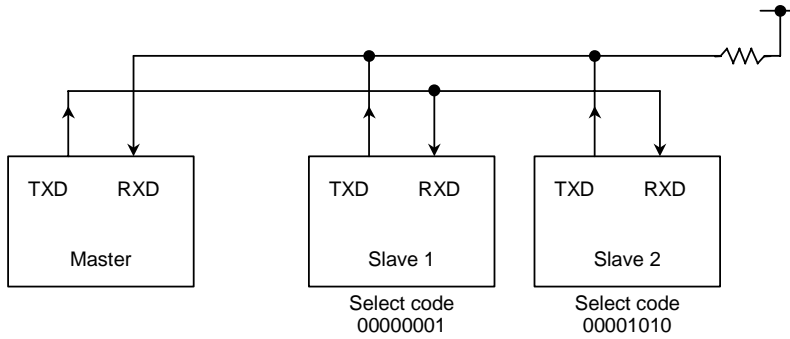 TXD RXD TXD RXD TXD RXD
Master Slave 1 Slave 2
Select code Select code
00000001 00001010